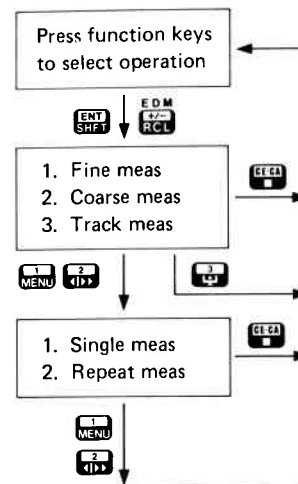 Press function keys
to select operation
EDM
ENT
SHFT
+/-
RCL
1. Fine meas
2. Coarse meas
3. Track meas
CE·CA
1
MENU
2
3
1. Single meas
2. Repeat meas
CE·CA
1
MENU
2